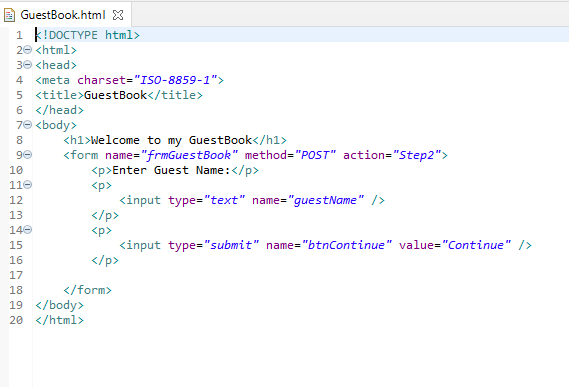 GuestBook.html
1 <!DOCTYPE html>
2 <html>
3 <head>
4 <meta charset="ISO-8859-1">
5 <title>GuestBook</title>
6 </head>
7 <body>
8     <h1>Welcome to my GuestBook</h1>
9     <form name="frmGuestBook" method="POST" action="Step2">
10         <p>Enter Guest Name:</p>
11         <p>
12             <input type="text" name="guestName" />
13         </p>
14         <p>
15             <input type="submit" name="btnContinue" value="Continue" />
16         </p>
17
18     </form>
19 </body>
20 </html>